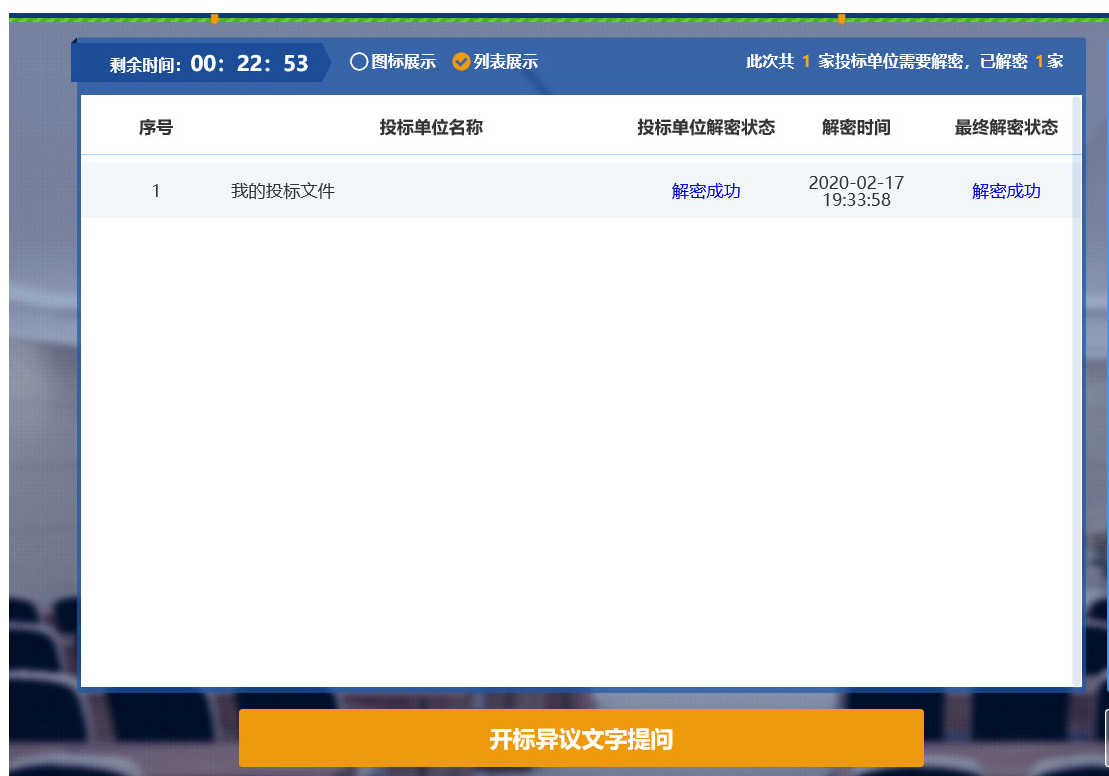 剩余时间：00：22：53 图标展示 列表展示 此次共 1 家投标单位需要解密，已解密 1 家
序号 投标单位名称 投标单位解密状态 解密时间 最终解密状态
1 我的投标文件 解密成功 2020-02-17 解密成功
19:33:58
开标异议文字提问